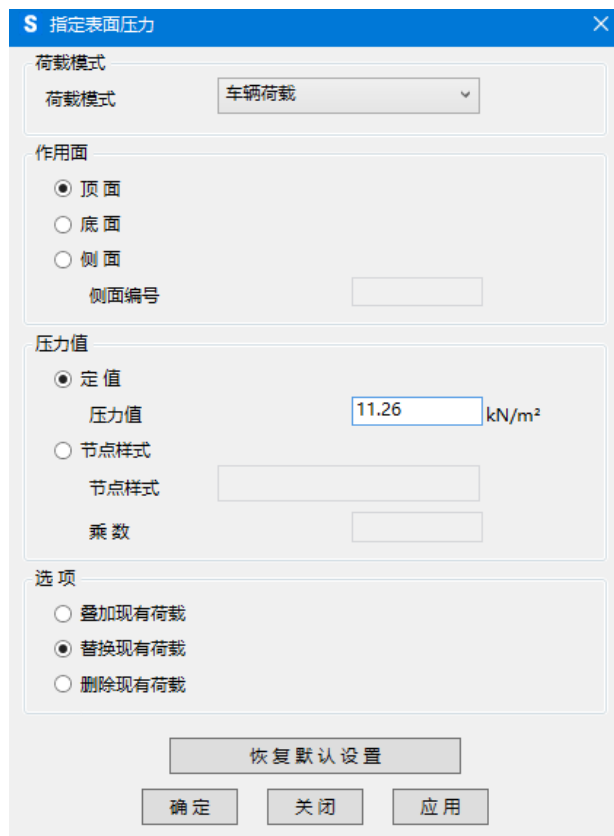 S 指定表面压力
荷载模式
荷载模式 车辆荷载
作用面
顶 面
底 面
侧 面
侧面编号
压力值
定 值
压力值 11.26 kN/m²
节点样式
节点样式
乘 数
选 项
叠加现有荷载
替换现有荷载
删除现有荷载
恢 复 默 认 设 置
确 定 关 闭 应 用